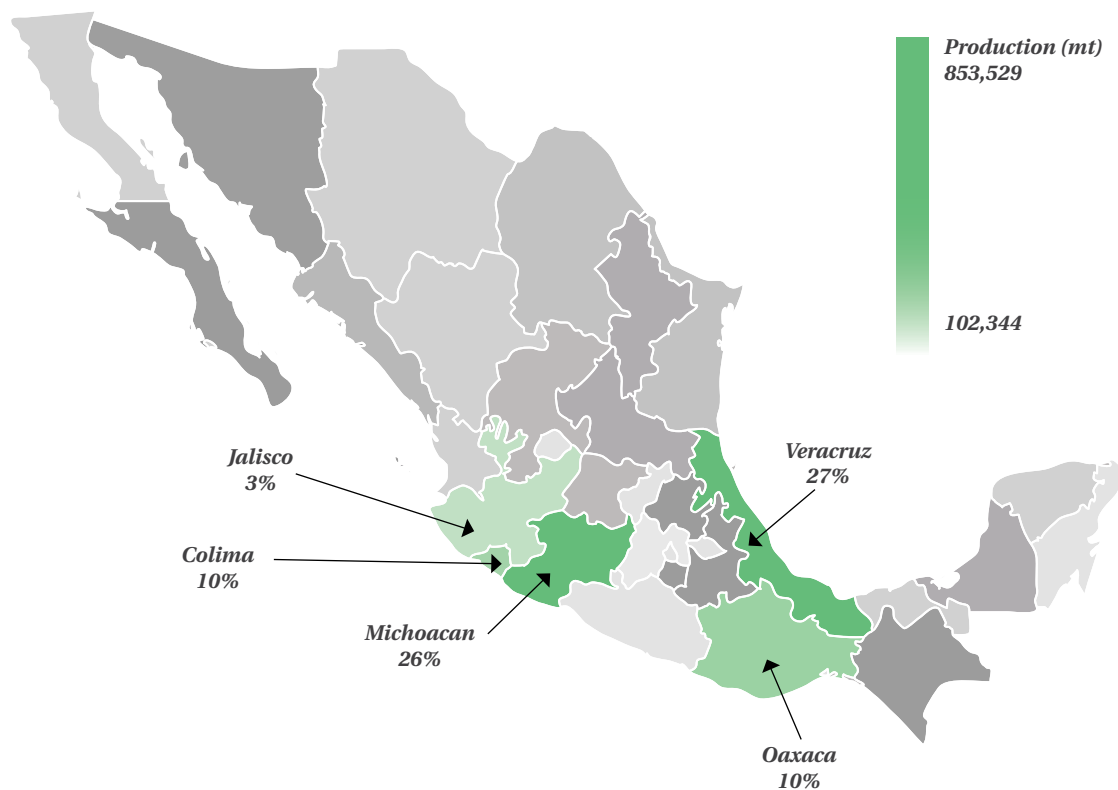 Production (mt)
853,529
102,344
Veracruz
27%
Jalisco
3%
Colima
10%
Michoacan
26%
Oaxaca
10%